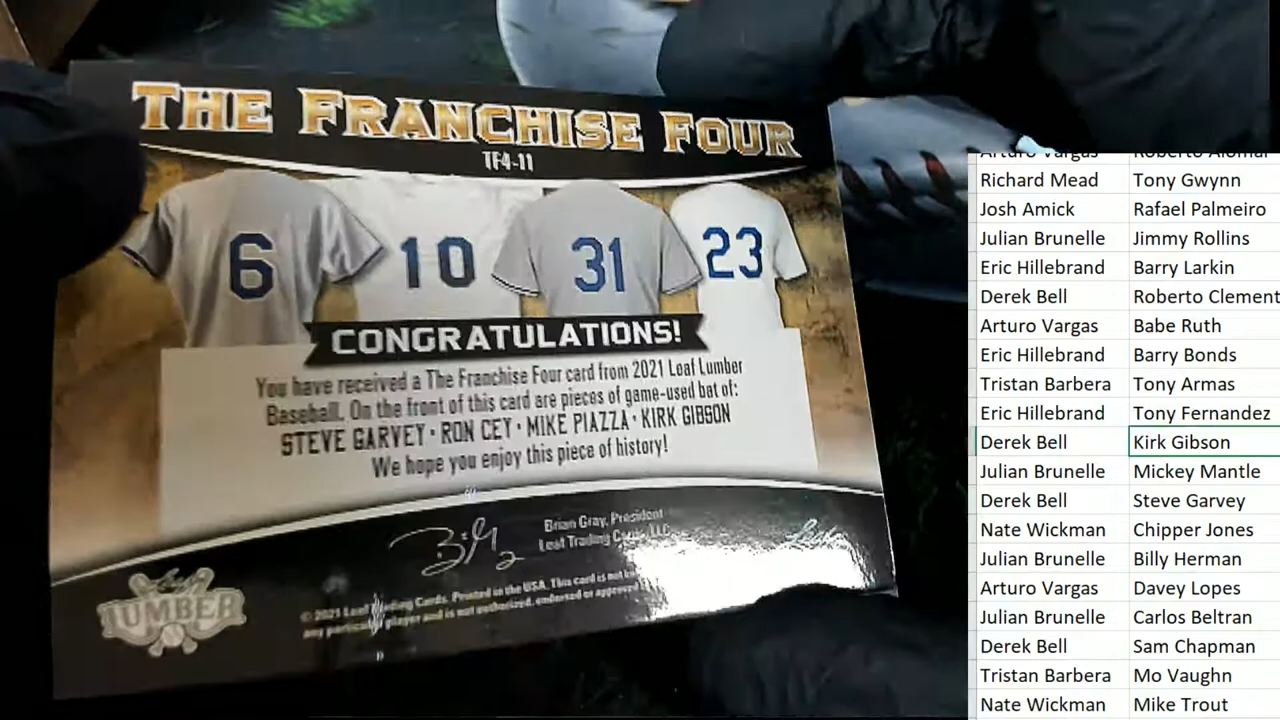 THE FRANCHISE FOUR
TF4-11
6 10 31 23
CONGRATULATIONS!
You have received a The Franchise Four card from 2021 Leaf Lumber
Baseball. On the front of this card are pieces of game-used bat of:
STEVE GARVEY · RON CEY · MIKE PIAZZA · KIRK GIBSON
We hope you enjoy this piece of history!
Brian Gray, President
Leaf Trading Cards, LLC
Leaf
Leaf
LUMBER
© 2021 Leaf Trading Cards. Printed in the USA. This card is not
any particular player and is not authorized, endorsed or approved
Arturo Vargas Roberto Alomar
Richard Mead Tony Gwynn
Josh Amick Rafael Palmeiro
Julian Brunelle Jimmy Rollins
Eric Hillebrand Barry Larkin
Derek Bell Roberto Clement
Arturo Vargas Babe Ruth
Eric Hillebrand Barry Bonds
Tristan Barbera Tony Armas
Eric Hillebrand Tony Fernandez
Derek Bell Kirk Gibson
Julian Brunelle Mickey Mantle
Derek Bell Steve Garvey
Nate Wickman Chipper Jones
Julian Brunelle Billy Herman
Arturo Vargas Davey Lopes
Julian Brunelle Carlos Beltran
Derek Bell Sam Chapman
Tristan Barbera Mo Vaughn
Nate Wickman Mike Trout